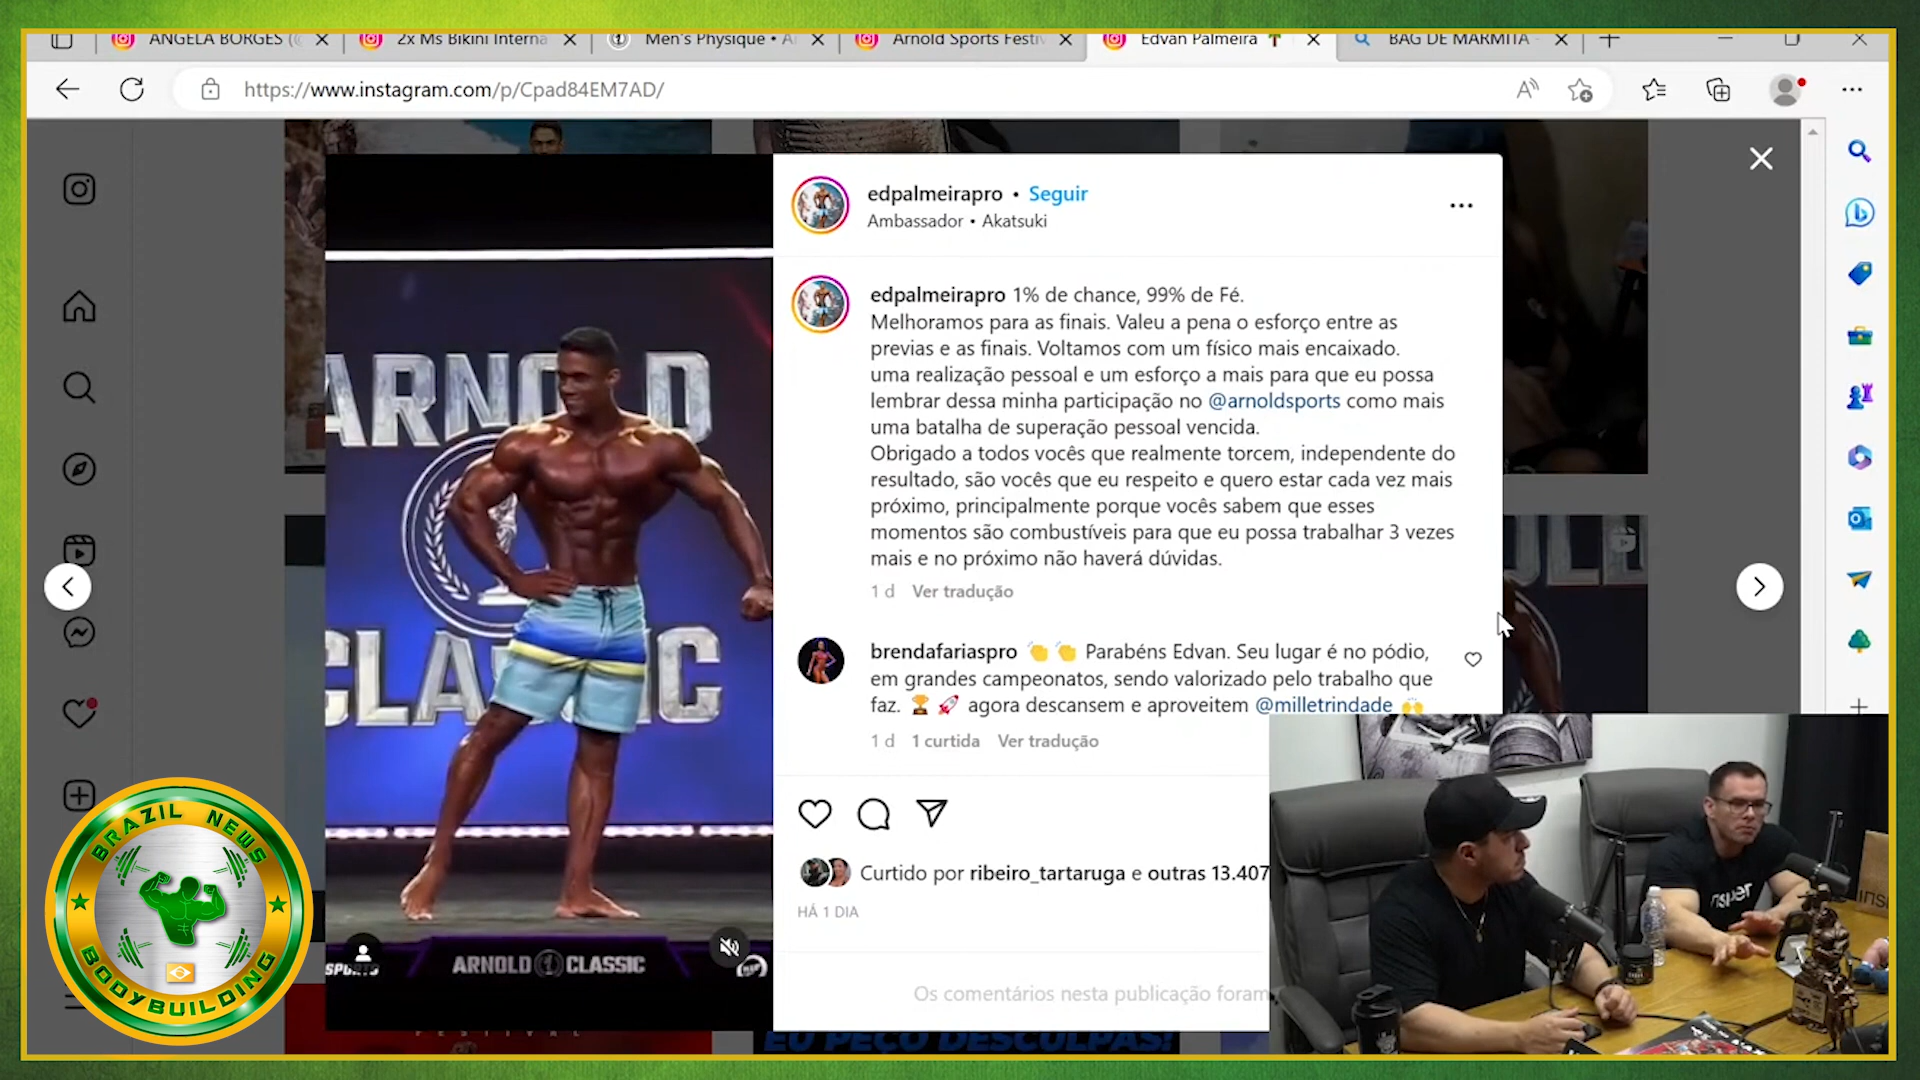 ANGELA BORGES (@
2x Ms Bikini Interna
Men's Physique • A
Arnold Sports Festiv
Edvan Palmeira
BAG DE MARMITA
https://www.instagram.com/p/Cpad84EM7AD/
edpalmeirapro • Seguir
Ambassador • Akatsuki
edpalmeirapro 1% de chance, 99% de Fé.
Melhoramos para as finais. Valeu a pena o esforço entre as
previas e as finais. Voltamos com um físico mais encaixado.
uma realização pessoal e um esforço a mais para que eu possa
lembrar dessa minha participação no @arnoldsports como mais
uma batalha de superação pessoal vencida.
Obrigado a todos vocês que realmente torcem, independente do
resultado, são vocês que eu respeito e quero estar cada vez mais
próximo, principalmente porque vocês sabem que esses
momentos são combustíveis para que eu possa trabalhar 3 vezes
mais e no próximo não haverá dúvidas.
1 d Ver tradução
brendafariaspro 👏 👏 Parabéns Edvan. Seu lugar é no pódio,
em grandes campeonatos, sendo valorizado pelo trabalho que
faz. 🏆 🚀 agora descansem e aproveitem @milletrindade 🙌
1 d 1 curtida Ver tradução
Curtido por ribeiro_tartaruga e outras 13.407
HÁ 1 DIA
Os comentários nesta publicação foram
ARNOLD
CLASSIC
SPORTS
ARNOLD 1 CLASSIC
BRAZIL NEWS
BODYBUILDING
FESTIVAL
EU PEÇO DESCULPAS!